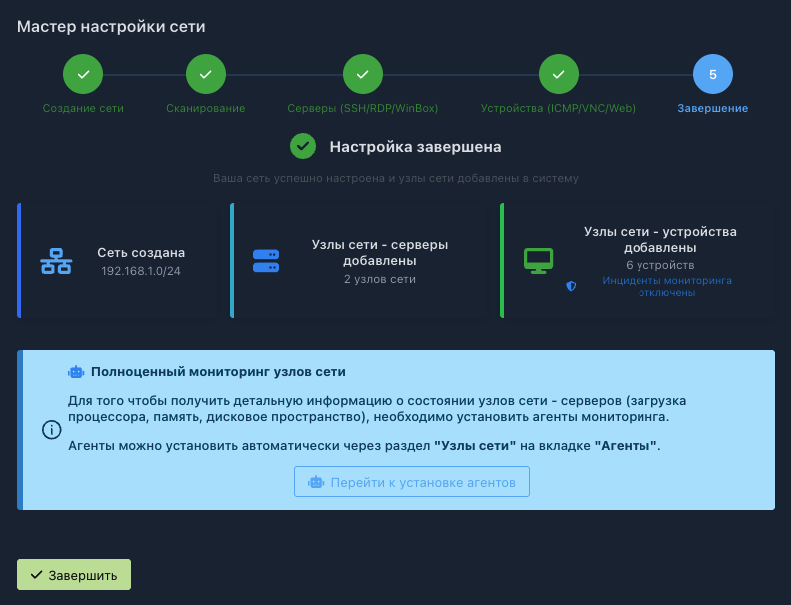 Мастер настройки сети
5
Создание сети
Сканирование
Серверы (SSH/RDP/WinBox)
Устройства (ICMP/VNC/Web)
Завершение
Настройка завершена
Ваша сеть успешно настроена и узлы сети добавлены в систему
Сеть создана
192.168.1.0/24
Узлы сети - серверы
добавлены
2 узлов сети
Узлы сети - устройства
добавлены
6 устройств
Инциденты мониторинга
отключены
Полноценный мониторинг узлов сети
Для того чтобы получить детальную информацию о состоянии узлов сети - серверов (загрузка
процессора, память, дисковое пространство), необходимо установить агенты мониторинга.
Агенты можно установить автоматически через раздел "Узлы сети" на вкладке "Агенты".
Перейти к установке агентов
Завершить